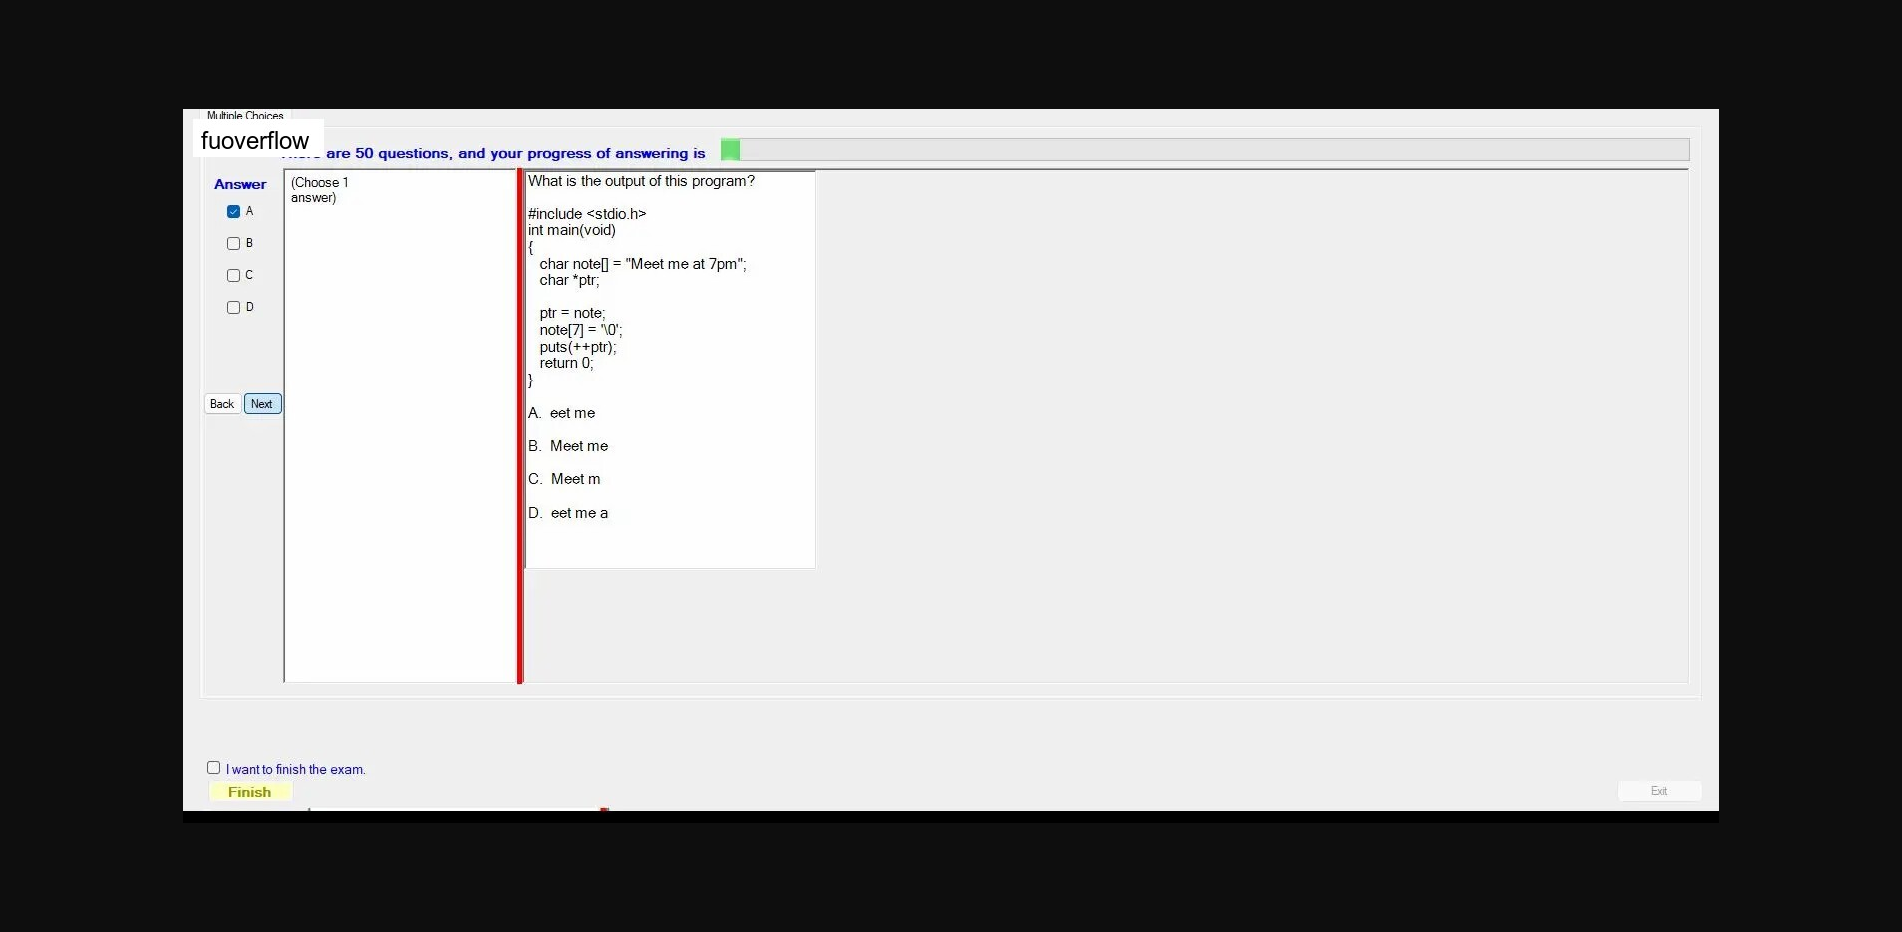 Multiple Choices
fuoverflow
are 50 questions, and your progress of answering is
Answer
A
B
C
D
Back Next
(Choose 1
answer)
What is the output of this program?
#include <stdio.h>
int main(void)
{
char note[] = "Meet me at 7pm";
char *ptr;
ptr = note;
note[7] = '\0';
puts(++ptr);
return 0;
}
A. eet me
B. Meet me
C. Meet m
D. eet me a
I want to finish the exam.
Finish
Exit